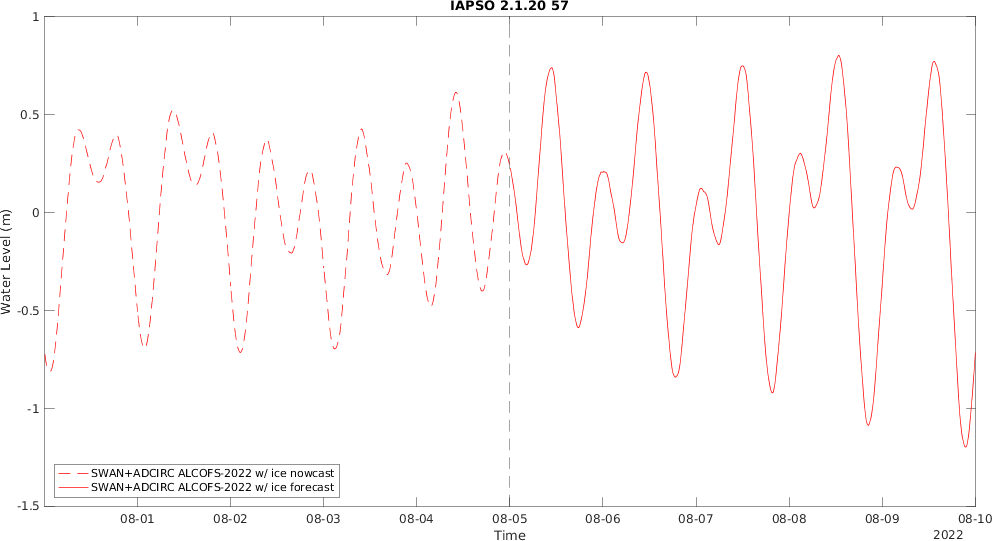 IAPSO 2.1.20 57
1
0.5
0
-0.5
-1
-1.5
Water Level (m)
SWAN+ADCIRC ALCOFS-2022 w/ ice nowcast
SWAN+ADCIRC ALCOFS-2022 w/ ice forecast
08-01 08-02 08-03 08-04 08-05 08-06 08-07 08-08 08-09 08-10
Time
2022